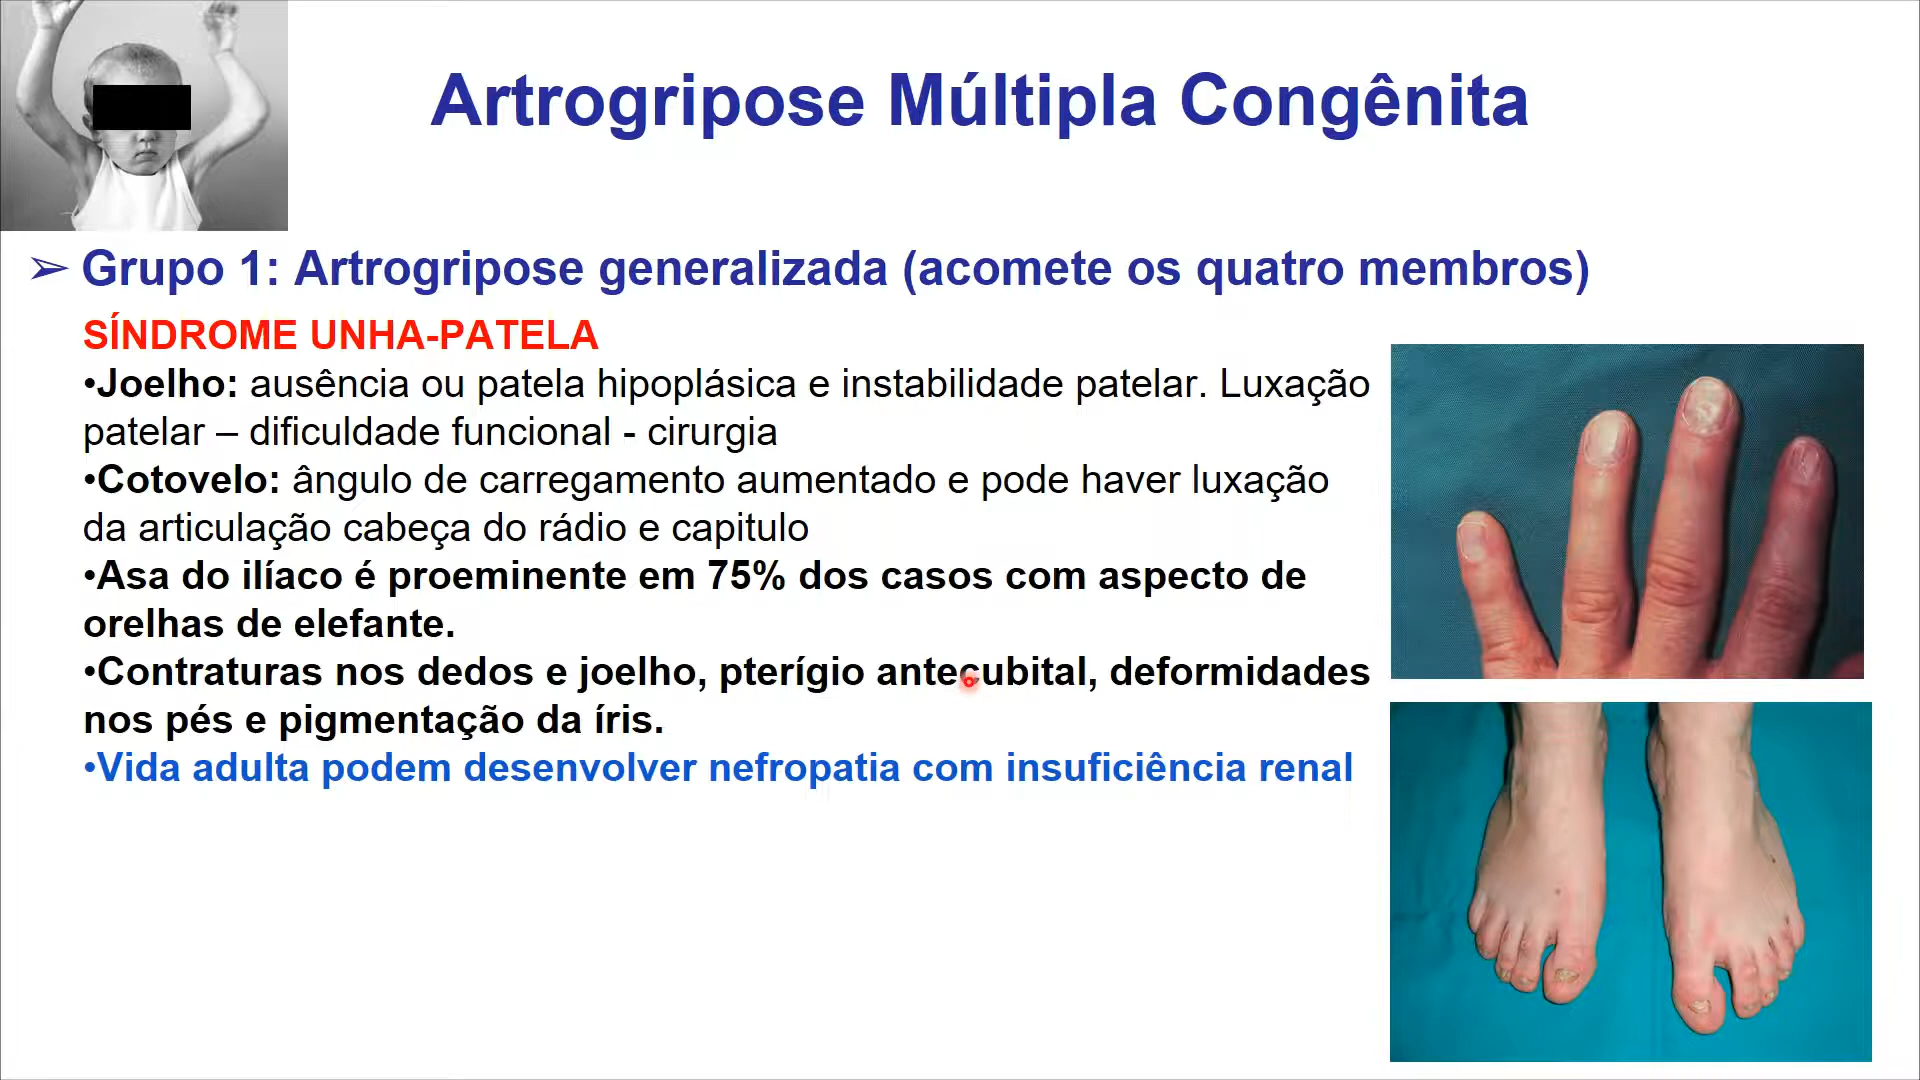 Artrogripose Múltipla Congênita
➢ Grupo 1: Artrogripose generalizada (acomete os quatro membros)
SÍNDROME UNHA-PATELA
•Joelho: ausência ou patela hipoplásica e instabilidade patelar. Luxação
patelar – dificuldade funcional - cirurgia
•Cotovelo: ângulo de carregamento aumentado e pode haver luxação
da articulação cabeça do rádio e capitulo
•Asa do ilíaco é proeminente em 75% dos casos com aspecto de
orelhas de elefante.
•Contraturas nos dedos e joelho, pterígio antecubital, deformidades
nos pés e pigmentação da íris.
•Vida adulta podem desenvolver nefropatia com insuficiência renal